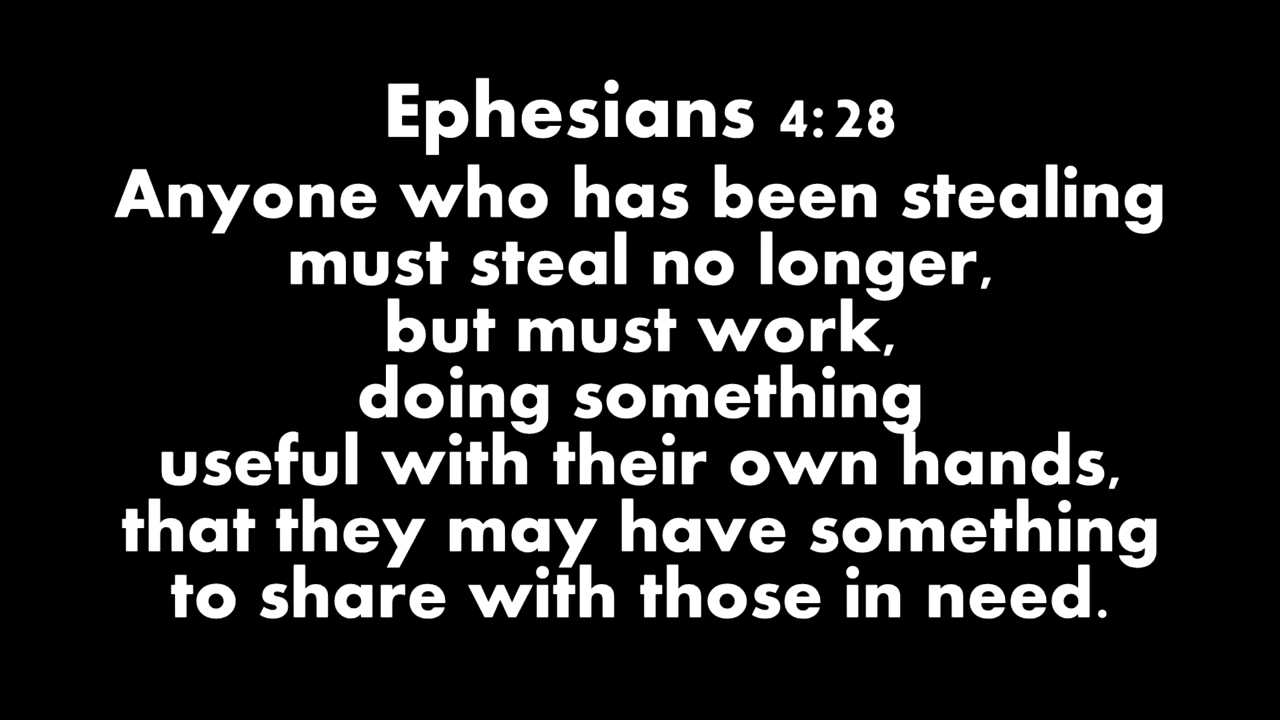 Ephesians 4:28
Anyone who has been stealing
must steal no longer,
but must work,
doing something
useful with their own hands,
that they may have something
to share with those in need.